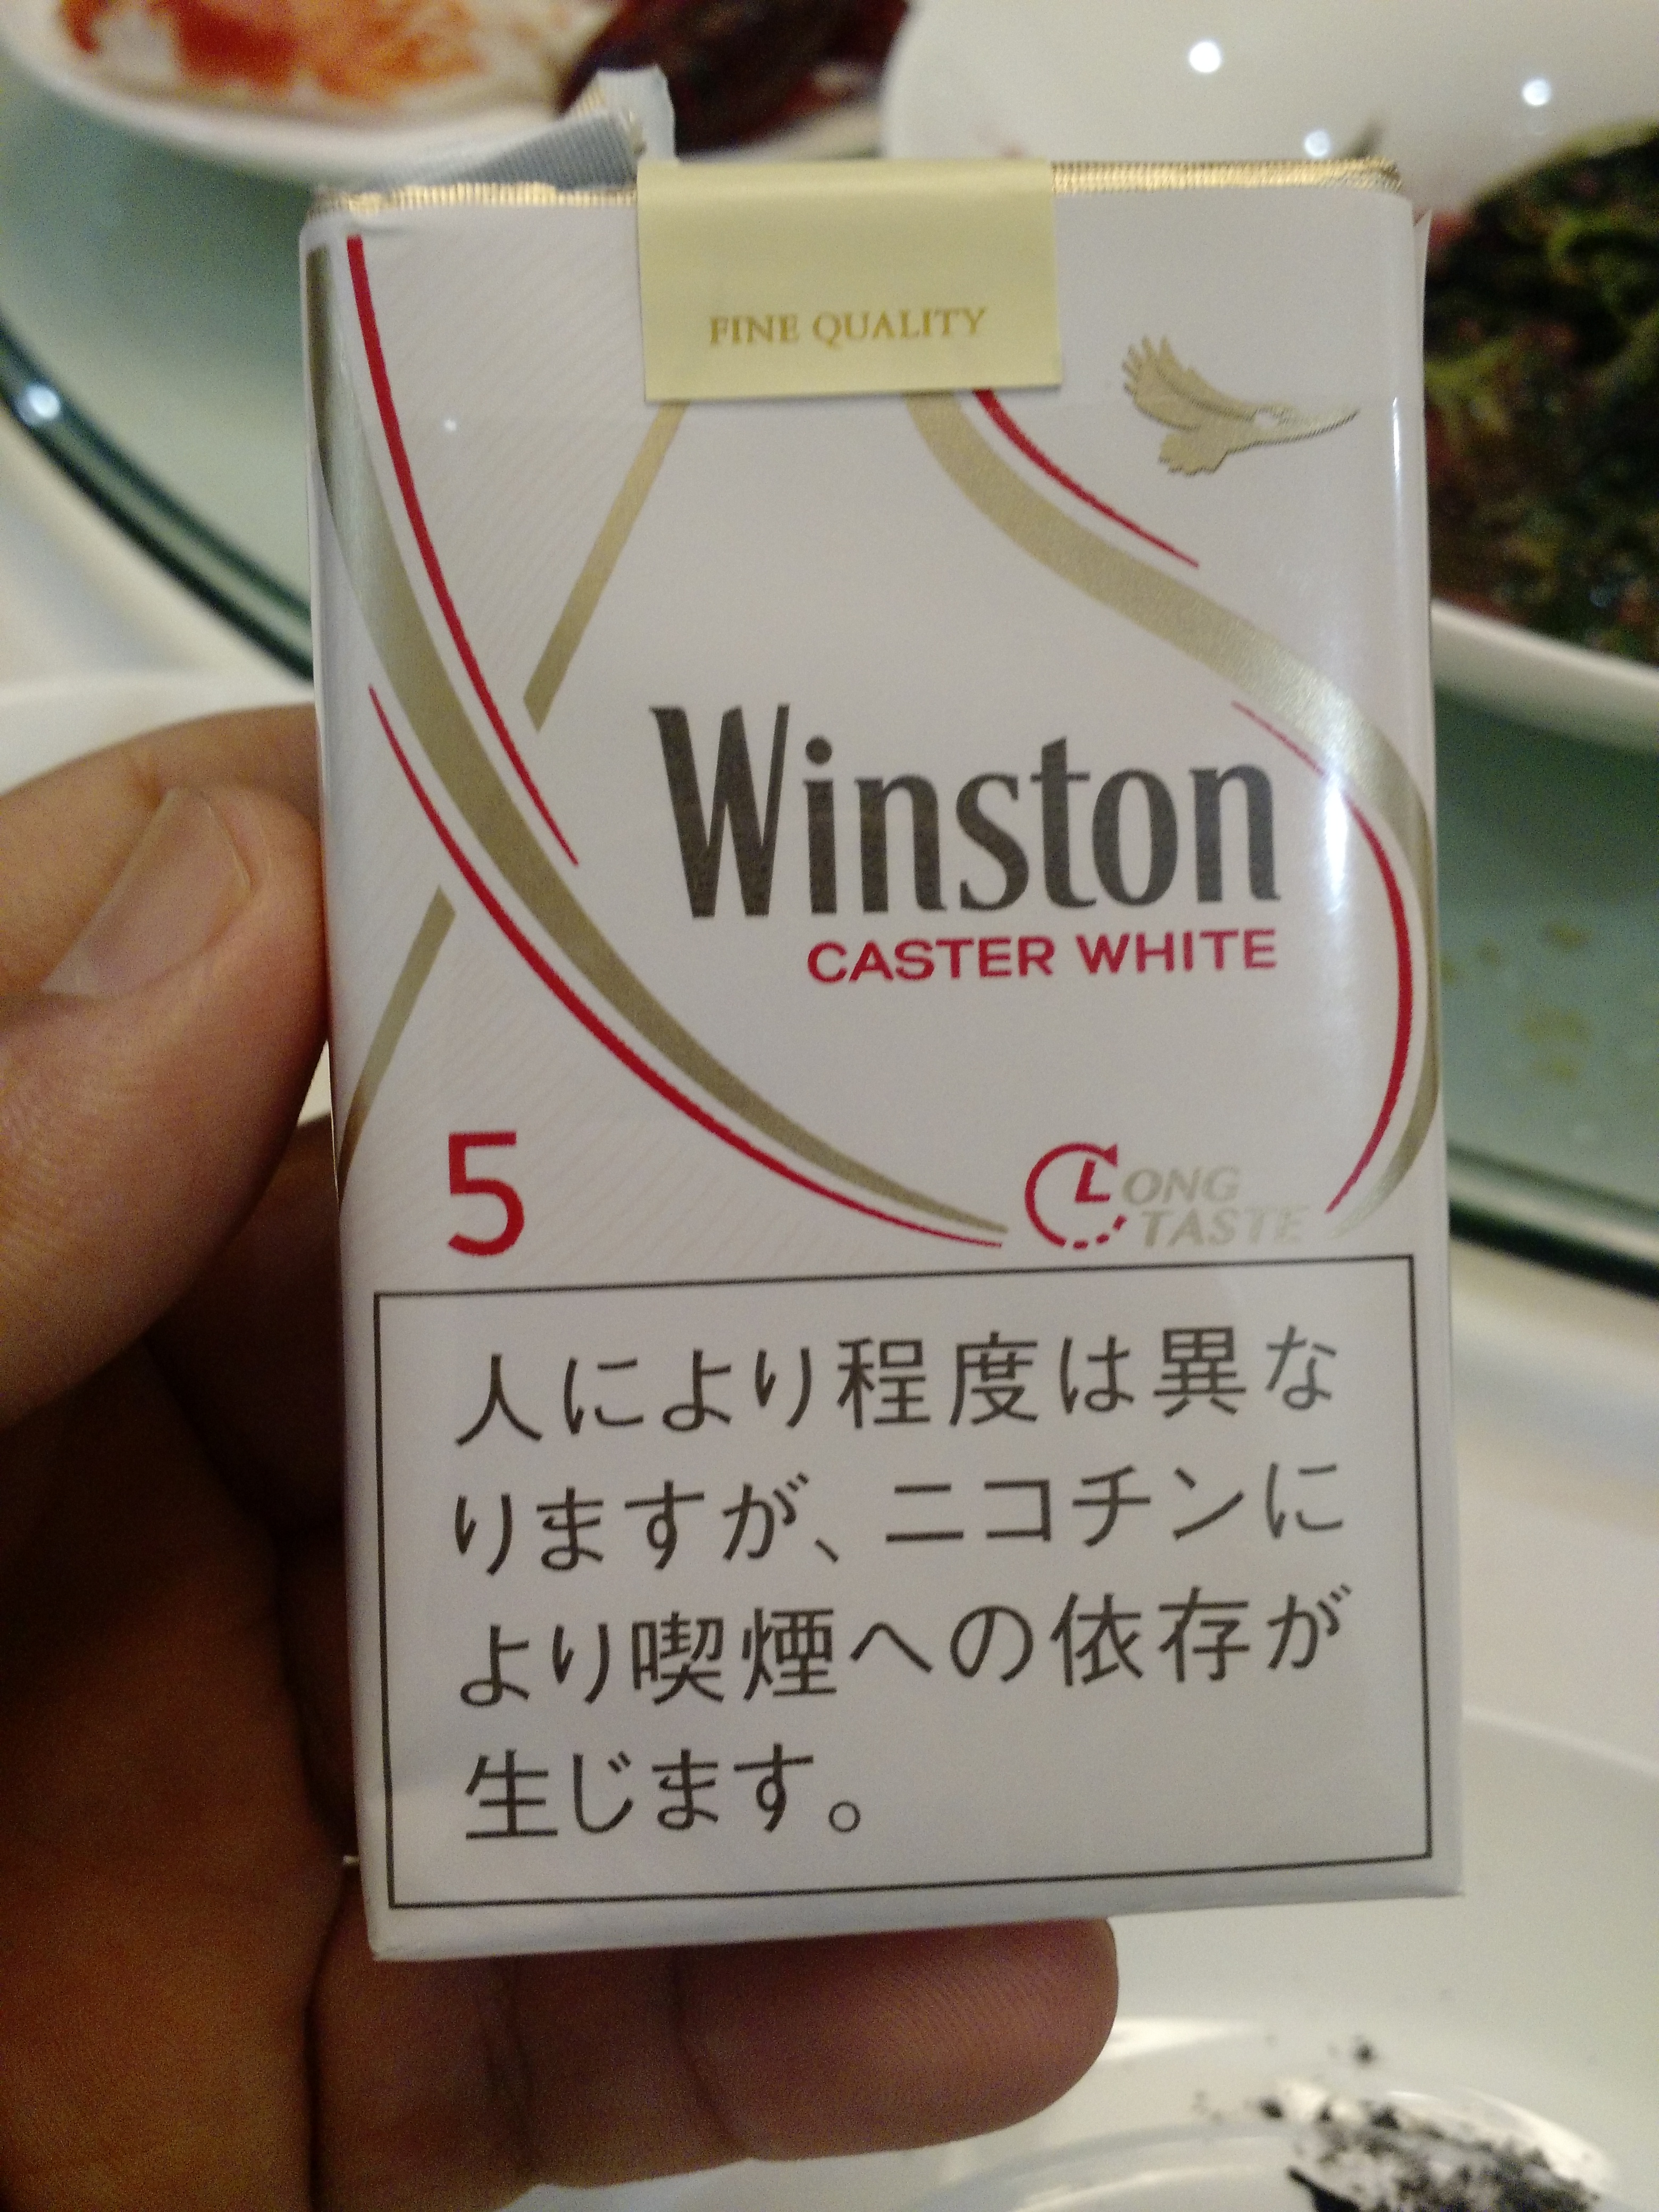 FINE QUALITY
Winston
CASTER WHITE
5
LONG
TASTE
人により程度は異な
りますが、ニコチンに
より喫煙への依存が
生じます。